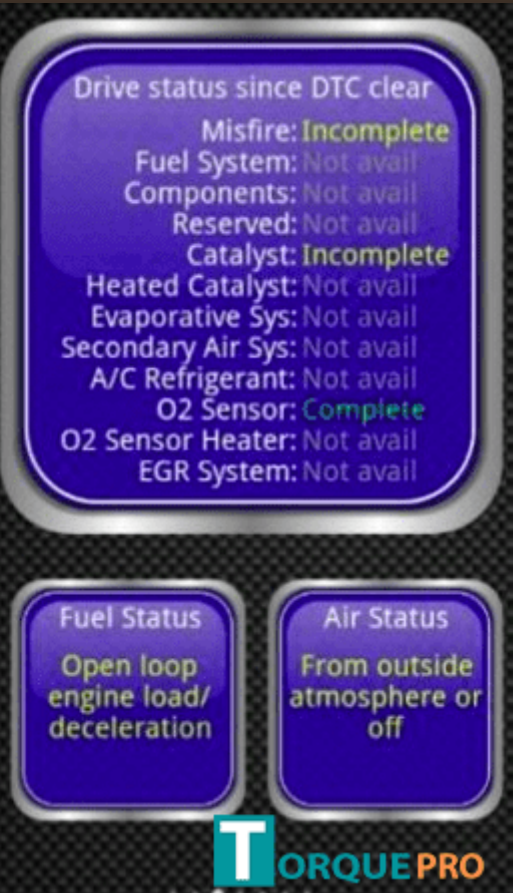 Drive status since DTC clear
Misfire: Incomplete
Fuel System: Not avail
Components: Not avail
Reserved: Not avail
Catalyst: Incomplete
Heated Catalyst: Not avail
Evaporative Sys: Not avail
Secondary Air Sys: Not avail
A/C Refrigerant: Not avail
O2 Sensor: Complete
O2 Sensor Heater: Not avail
EGR System: Not avail
Fuel Status
Open loop
engine load/
deceleration
Air Status
From outside
atmosphere or
off
TORQUE PRO